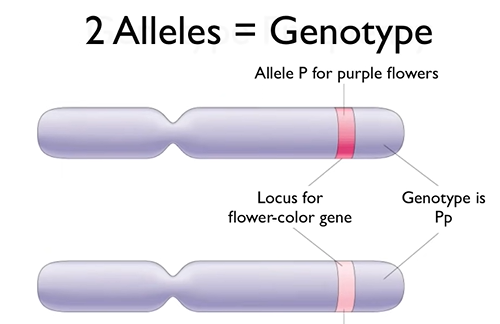 2 Alleles = Genotype
Allele P for purple flowers
Locus for
flower-color gene
Genotype is
Pp